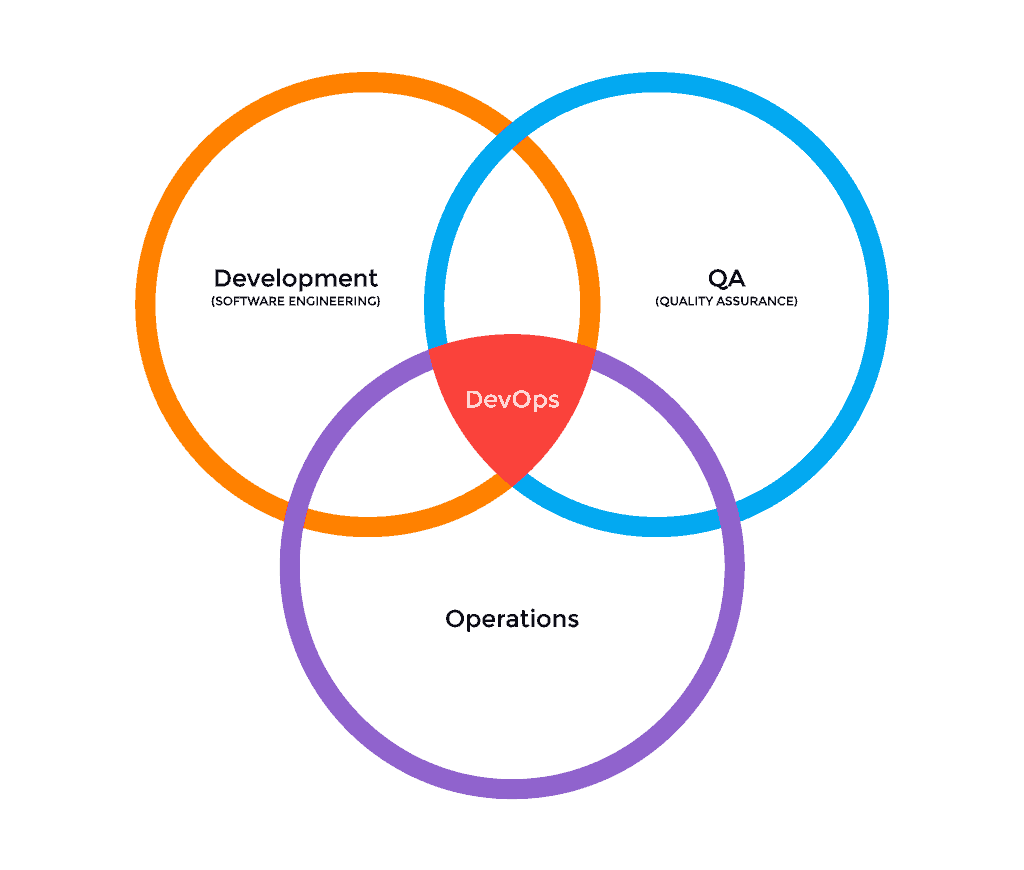 Development
(SOFTWARE ENGINEERING)
QA
(QUALITY ASSURANCE)
DevOps
Operations